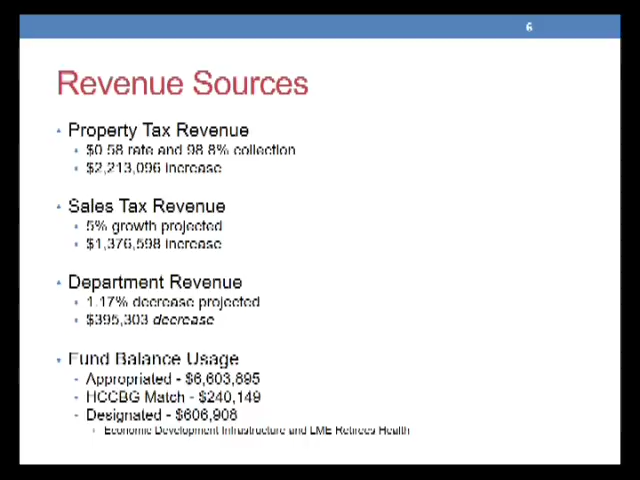 6
Revenue Sources
Property Tax Revenue
$0.58 rate and 98.8% collection
$2,213,096 increase
Sales Tax Revenue
5% growth projected
$1,376,598 increase
Department Revenue
1.17% decrease projected
$395,303 decrease
Fund Balance Usage
Appropriated - $6,603,895
HCCBG Match - $240,149
Designated - $606,908
Economic Development Infrastructure and LME Retirees Health